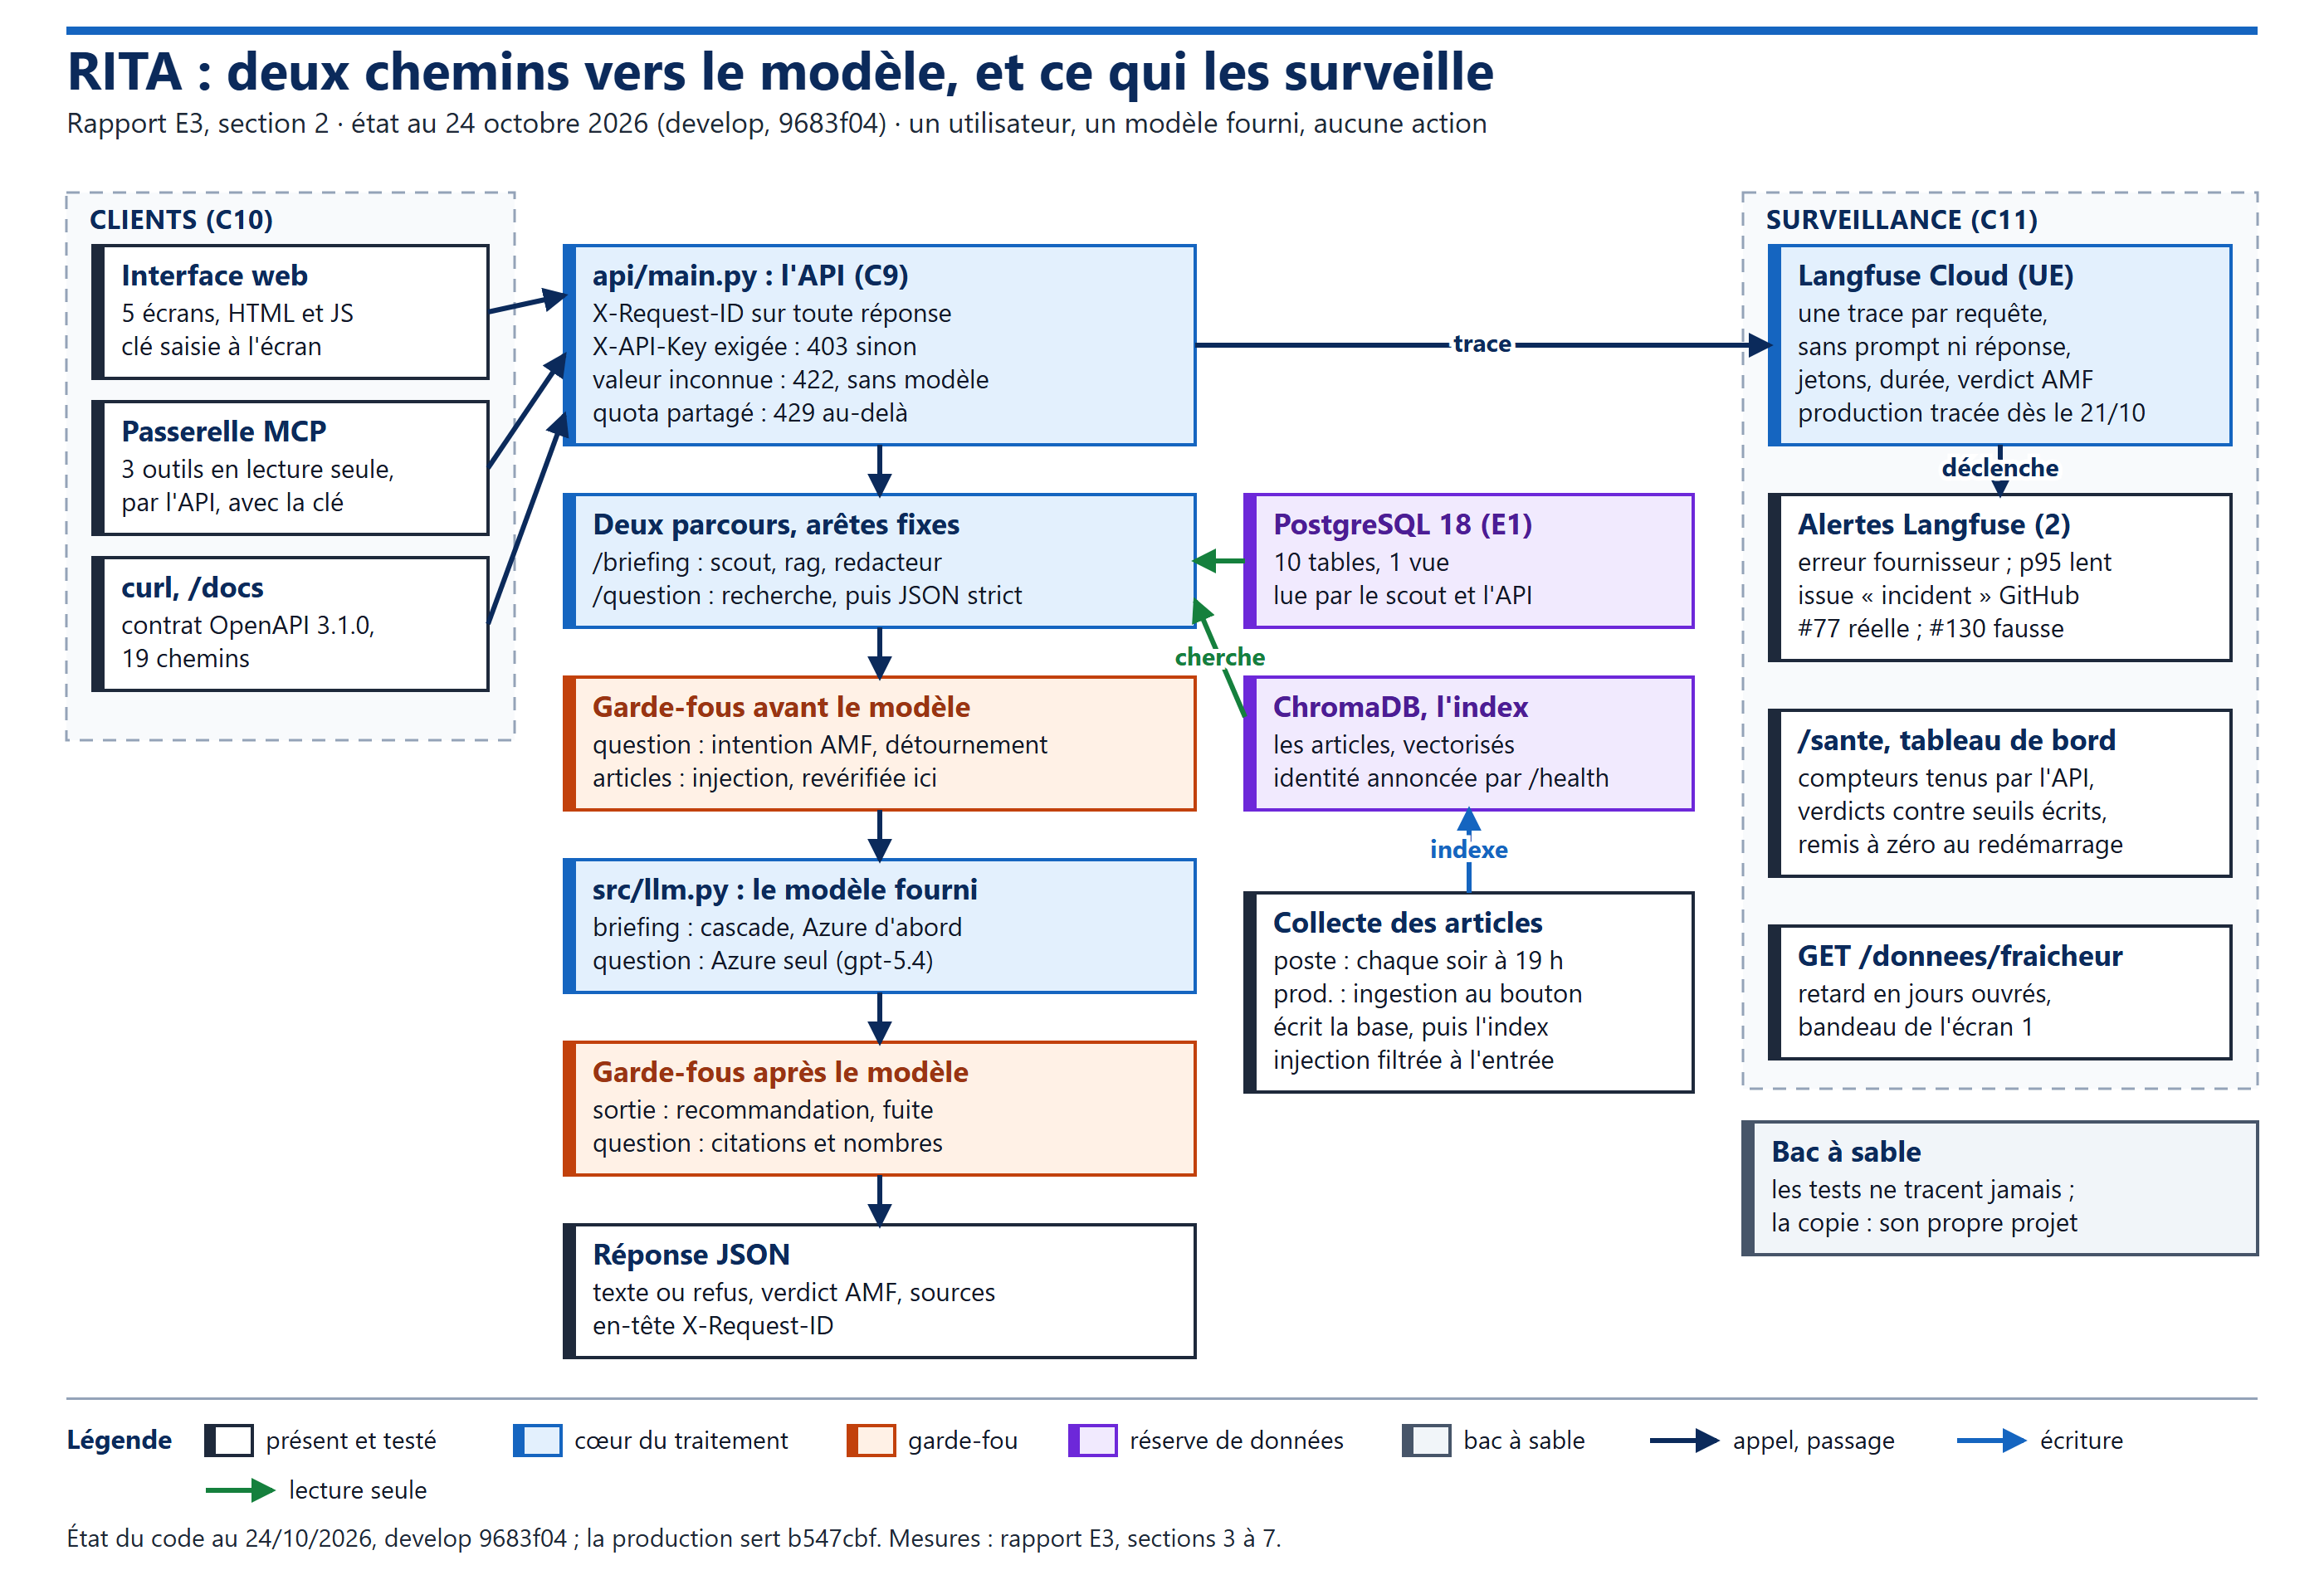 RITA : deux chemins vers le modèle, et ce qui les surveille
Rapport E3, section 2 · état au 24 octobre 2026 (develop, 9683f04) · un utilisateur, un modèle fourni, aucune action
CLIENTS (C10)
Interface web
5 écrans, HTML et JS
clé saisie à l'écran
Passerelle MCP
3 outils en lecture seule,
par l'API, avec la clé
curl, /docs
contrat OpenAPI 3.1.0,
19 chemins
api/main.py : l'API (C9)
X-Request-ID sur toute réponse
X-API-Key exigée : 403 sinon
valeur inconnue : 422, sans modèle
quota partagé : 429 au-delà
trace
Deux parcours, arêtes fixes
/briefing : scout, rag, redacteur
/question : recherche, puis JSON strict
Garde-fous avant le modèle
question : intention AMF, détournement
articles : injection, revérifiée ici
src/llm.py : le modèle fourni
briefing : cascade, Azure d'abord
question : Azure seul (gpt-5.4)
Garde-fous après le modèle
sortie : recommandation, fuite
question : citations et nombres
Réponse JSON
texte ou refus, verdict AMF, sources
en-tête X-Request-ID
PostgreSQL 18 (E1)
10 tables, 1 vue
lue par le scout et l'API
cherche
ChromaDB, l'index
les articles, vectorisés
identité annoncée par /health
indexe
Collecte des articles
poste : chaque soir à 19 h
prod. : ingestion au bouton
écrit la base, puis l'index
injection filtrée à l'entrée
SURVEILLANCE (C11)
Langfuse Cloud (UE)
une trace par requête,
sans prompt ni réponse,
jetons, durée, verdict AMF
production tracée dès le 21/10
déclenche
Alertes Langfuse (2)
erreur fournisseur ; p95 lent
issue « incident » GitHub
#77 réelle ; #130 fausse
/sante, tableau de bord
compteurs tenus par l'API,
verdicts contre seuils écrits,
remis à zéro au redémarrage
GET /donnees/fraicheur
retard en jours ouvrés,
bandeau de l'écran 1
Bac à sable
les tests ne tracent jamais ;
la copie : son propre projet
Légende
présent et testé
cœur du traitement
garde-fou
réserve de données
bac à sable
appel, passage
écriture
lecture seule
État du code au 24/10/2026, develop 9683f04 ; la production sert b547cbf. Mesures : rapport E3, sections 3 à 7.